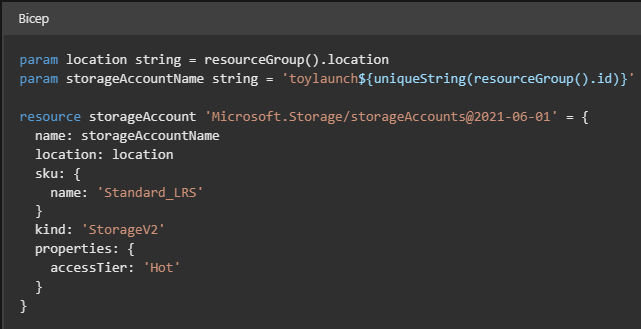 Bicep
param location string = resourceGroup().location
param storageAccountName string = 'toylaunch${uniqueString(resourceGroup().id)}'
resource storageAccount 'Microsoft.Storage/storageAccounts@2021-06-01' = {
  name: storageAccountName
  location: location
  sku: {
    name: 'Standard_LRS'
  }
  kind: 'StorageV2'
  properties: {
    accessTier: 'Hot'
  }
}